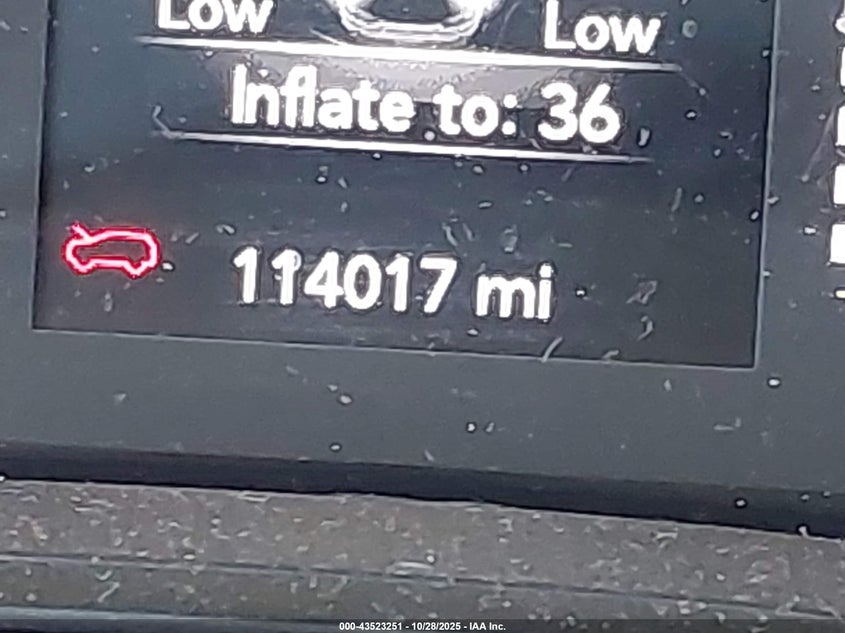 Low Low
Inflate to: 36
114017 mi
000-43523251 - 10/28/2025 - IAA Inc.